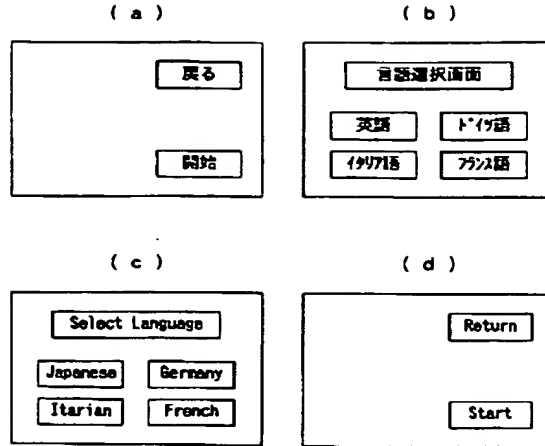 ( a )
戻る
開始
( b )
言語選択画面
英語 ドイツ語
イタリア語 フランス語
( c )
Select Language
Japanese Germany
Itarian French
( d )
Return
Start